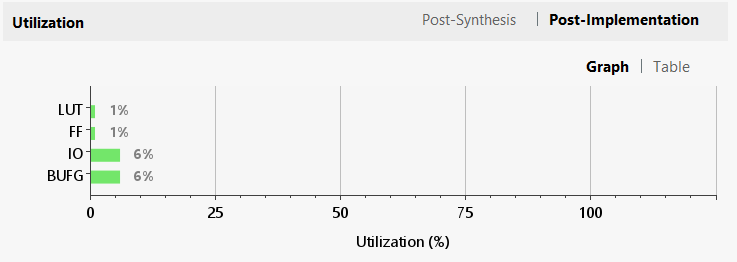 Utilization
Post-Synthesis | Post-Implementation
Graph | Table
LUT 1%
FF 1%
IO 6%
BUFG 6%
0 25 50 75 100
Utilization (%)